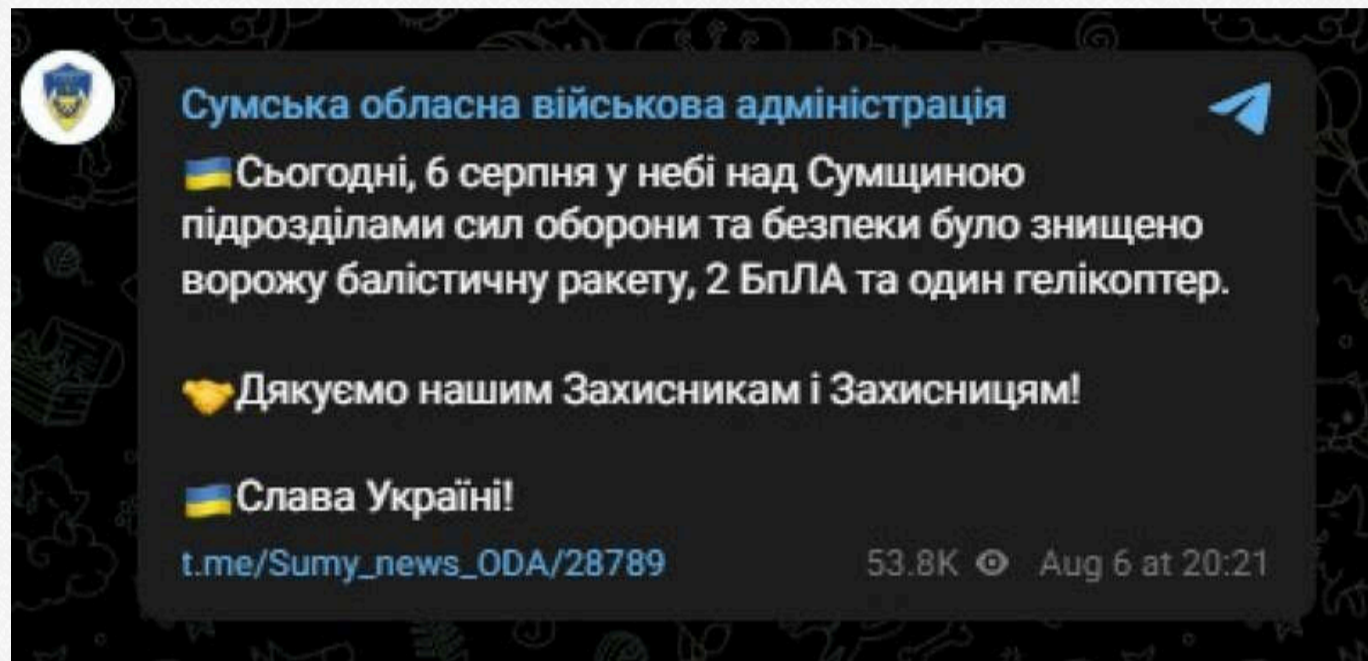 Сумська обласна військова адміністрація
🇺🇦Сьогодні, 6 серпня у небі над Сумщиною
підрозділами сил оборони та безпеки було знищено
ворожу балістичну ракету, 2 БпЛА та один гелікоптер.
🤝Дякуємо нашим Захисникам і Захисницям!
🇺🇦Слава Україні!
t.me/Sumy_news_ODA/28789 53.8K Aug 6 at 20:21